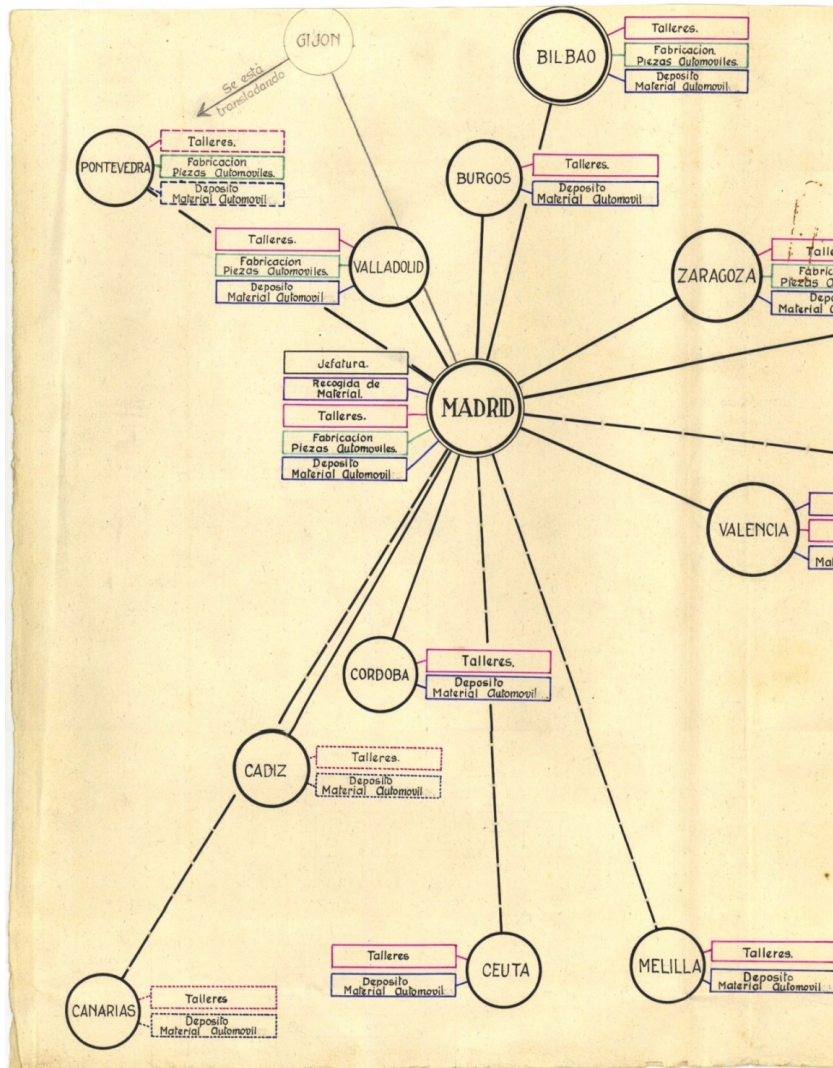 GIJON
Se está
transladando
BILBAO
Talleres.
Fabricacion.
Piezas Automoviles.
Deposito
Material Automovil
PONTEVEDRA
Talleres.
Fabricacion
Piezas Automoviles.
Deposito
Material Automovil
BURGOS
Talleres.
Deposito
Material Automovil
VALLADOLID
Talleres.
Fabricacion
Piezas Automoviles.
Deposito
Material Automovil
ZARAGOZA
Piezas
MADRID
Jefatura.
Recogida de
Material.
Talleres.
Fabricacion
Piezas Automoviles.
Deposito
Material Automovil
VALENCIA
CORDOBA
Talleres.
Deposito
Material Automovil
CADIZ
Talleres.
Deposito
Material Automovil
CEUTA
Talleres
Deposito
Material Automovil
MELILLA
Talleres.
Deposito
Material Automovil
CANARIAS
Talleres
Deposito
Material Automovil